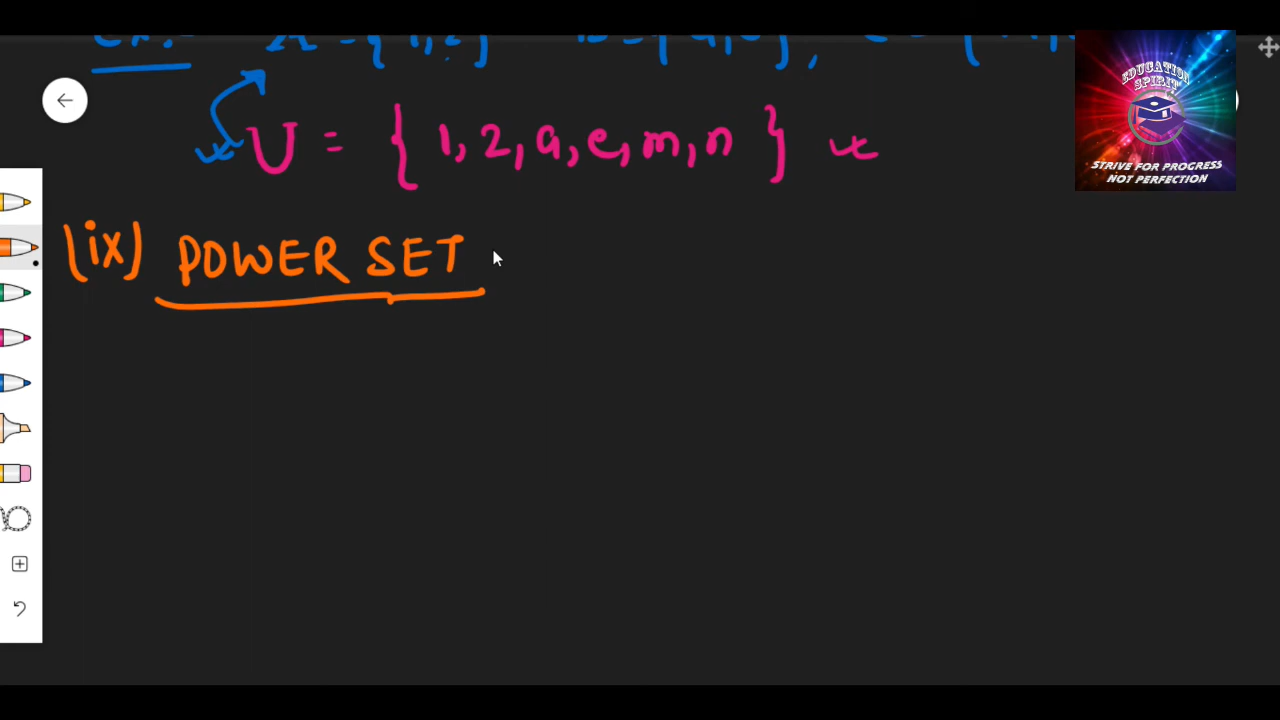 U = { 1, 2, a, e, m, n }
(ix) POWER SET
EDUCATION
SPIRIT
STRIVE FOR PROGRESS
NOT PERFECTION